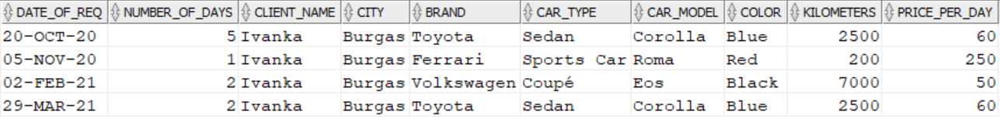 DATE_OF_REQ NUMBER_OF_DAYS CLIENT_NAME CITY BRAND CAR_TYPE CAR_MODEL COLOR KILOMETERS PRICE_PER_DAY
20-OCT-20 5 Ivanka Burgas Toyota Sedan Corolla Blue 2500 60
05-NOV-20 1 Ivanka Burgas Ferrari Sports Car Roma Red 200 250
02-FEB-21 2 Ivanka Burgas Volkswagen Coupé Eos Black 7000 50
29-MAR-21 2 Ivanka Burgas Toyota Sedan Corolla Blue 2500 60